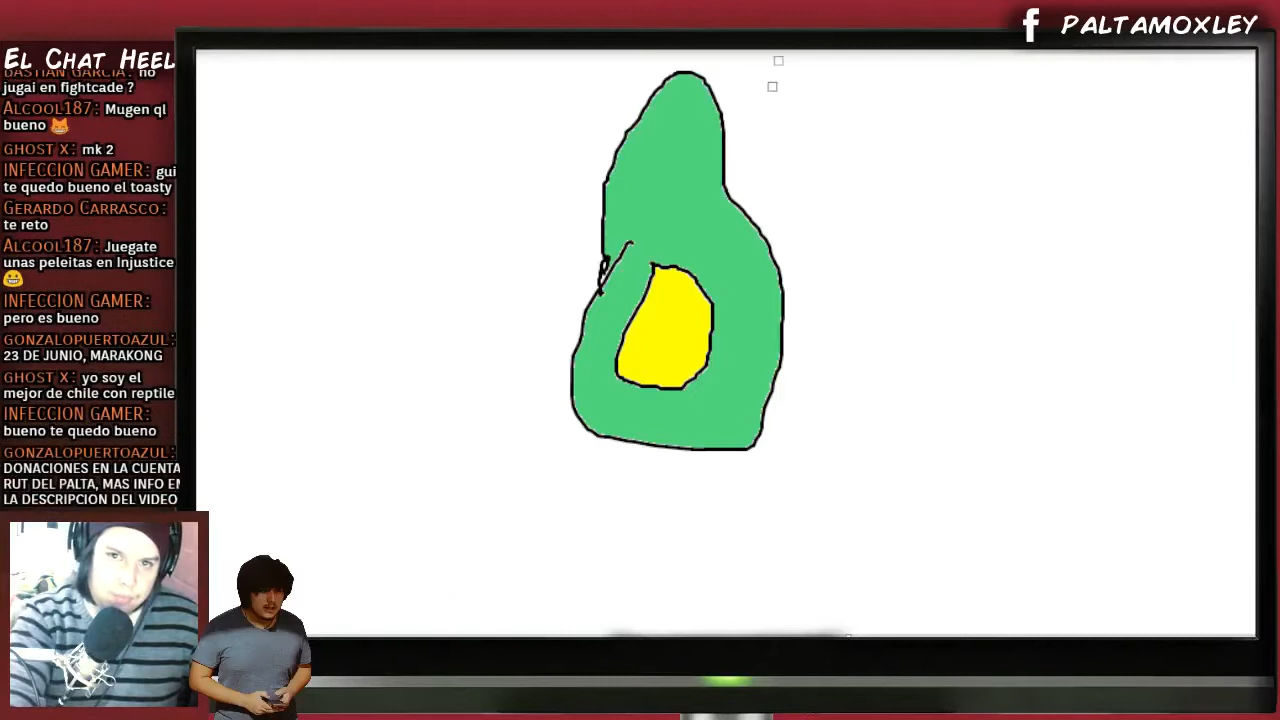 PALTAMOXLEY
EL CHAT HEEL
BASTIAN GARCIA: no
jugai en fightcade ?
ALCOOL187: Mugen ql
bueno
GHOST X: mk 2
INFECCION GAMER: gui
te quedo bueno el toasty
GERARDO CARRASCO:
te reto
ALCOOL187: Juegate
unas peleitas en Injustice
INFECCION GAMER:
pero es bueno
GONZALOPUERTOAZUL:
23 DE JUNIO, MARAKONG
GHOST X: yo soy el
mejor de chile con reptile
INFECCION GAMER:
bueno te quedo bueno
GONZALOPUERTOAZUL:
DONACIONES EN LA CUENTA
RUT DEL PALTA, MAS INFO EN
LA DESCRIPCION DEL VIDEO